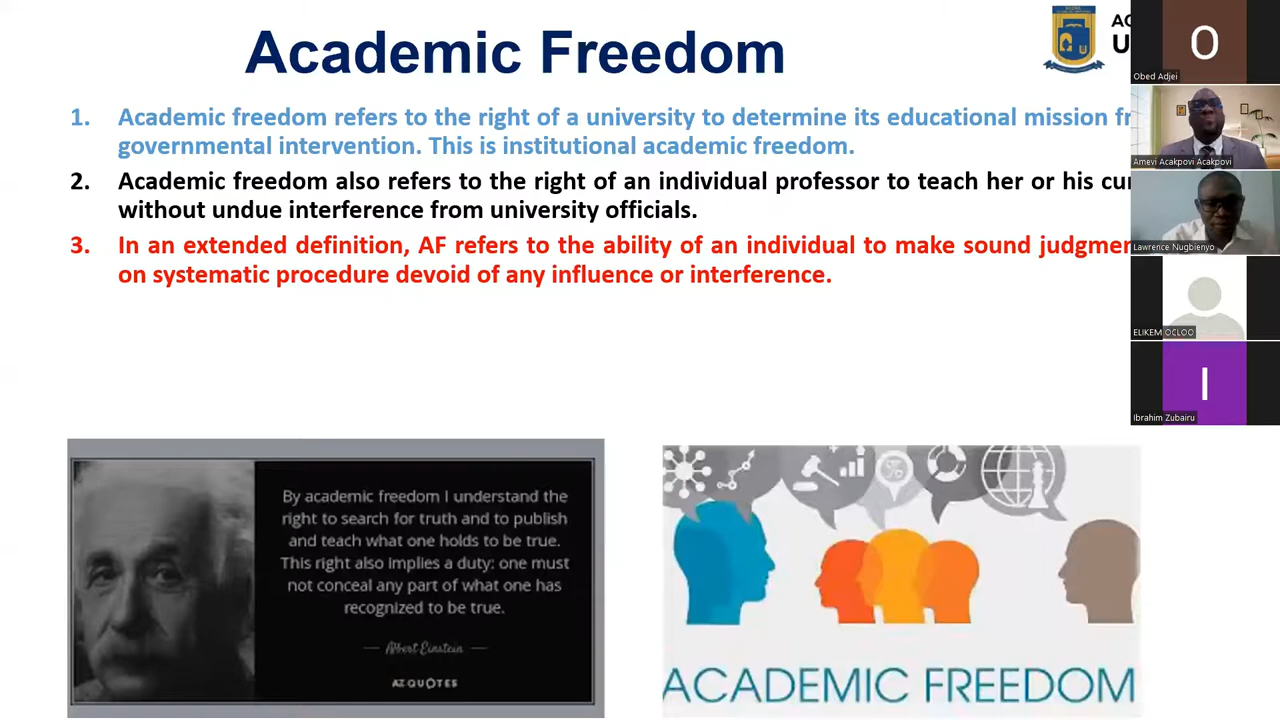 Academic Freedom
1. Academic freedom refers to the right of a university to determine its educational mission
governmental intervention. This is institutional academic freedom.
2. Academic freedom also refers to the right of an individual professor to teach her or his
without undue interference from university officials.
3. In an extended definition, AF refers to the ability of an individual to make sound
on systematic procedure devoid of any influence or interference.
By academic freedom I understand the
right to search for truth and to publish
and teach what one holds to be true.
This right also implies a duty: one must
not conceal any part of what one has
recognized to be true.
Albert Einstein
AZ QUOTES
ACADEMIC FREEDOM
O
Obed Adjei
Amevi Acakpovi Acakpovi
Lawrence Nugbienyo
ELIKEM OCLOO
I
Ibrahim Zubairu